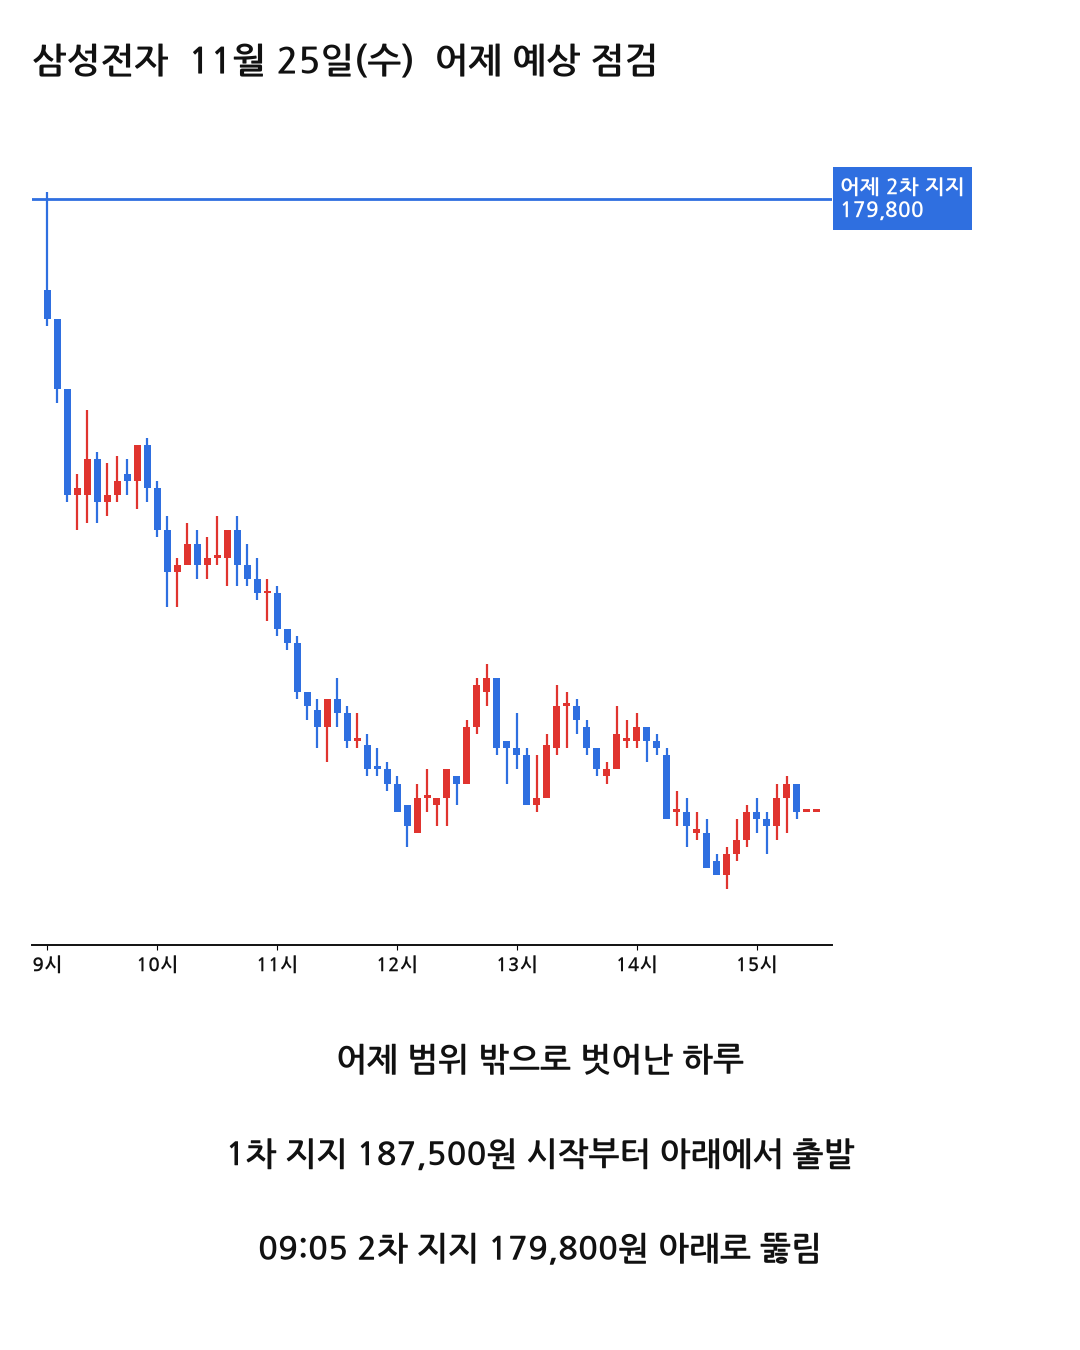 삼성전자 11월 25일(수) 어제 예상 점검
어제 2차 지지
179,800
9시 10시 11시 12시 13시 14시 15시
어제 범위 밖으로 벗어난 하루
1차 지지 187,500원 시작부터 아래에서 출발
09:05 2차 지지 179,800원 아래로 뚫림